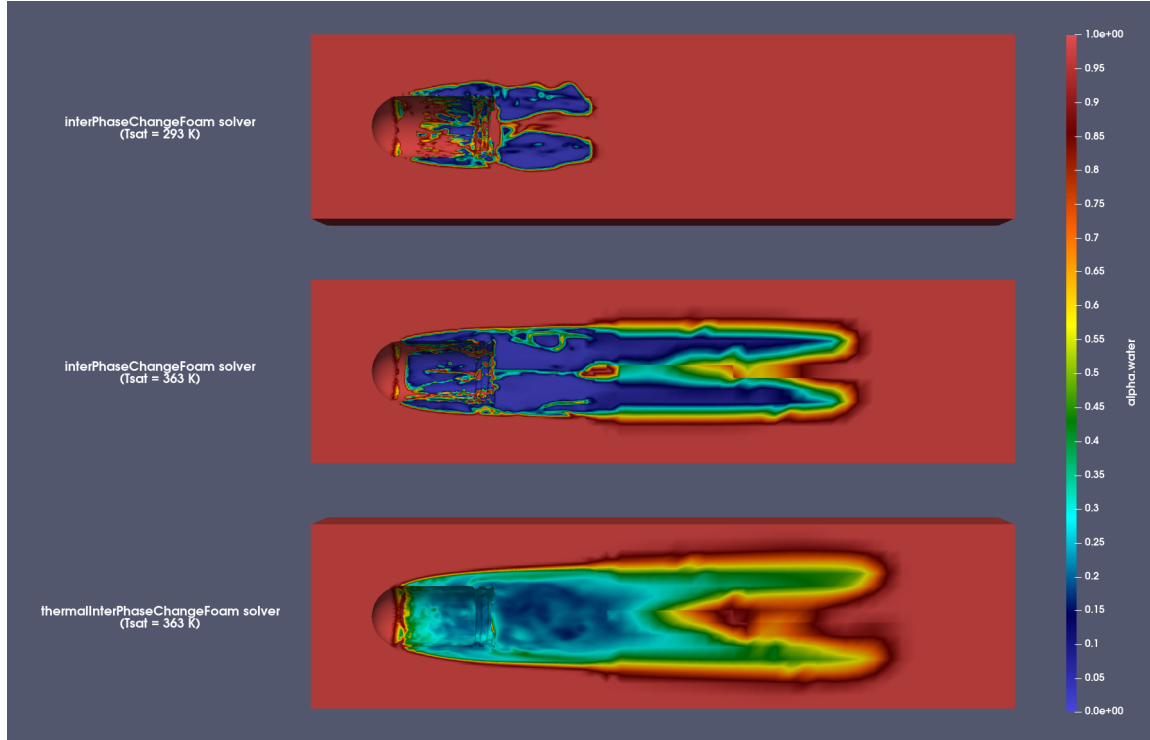 interPhaseChangeFoam solver
(Tsat = 293 K)
interPhaseChangeFoam solver
(Tsat = 363 K)
thermalInterPhaseChangeFoam solver
(Tsat = 363 K)
1.0e+00
0.95
0.9
0.85
0.8
0.75
0.7
0.65
0.6
0.55
0.5
0.45
0.4
0.35
0.3
0.25
0.2
0.15
0.1
0.05
0.0e+00
alpha.water